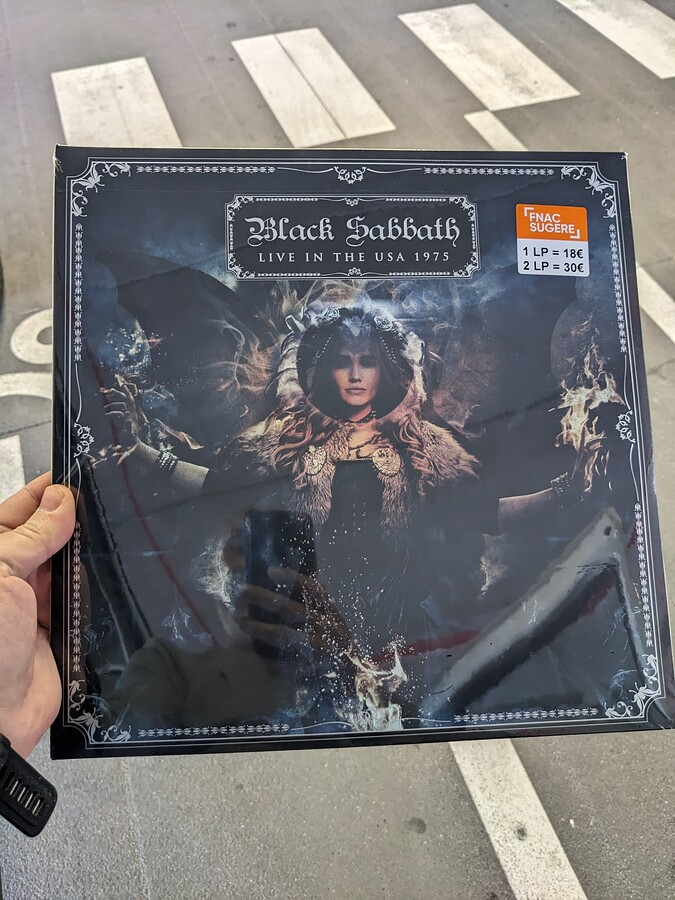 Black Sabbath
LIVE IN THE USA 1975
FNAC
SUGERE
1 LP = 18€
2 LP = 30€